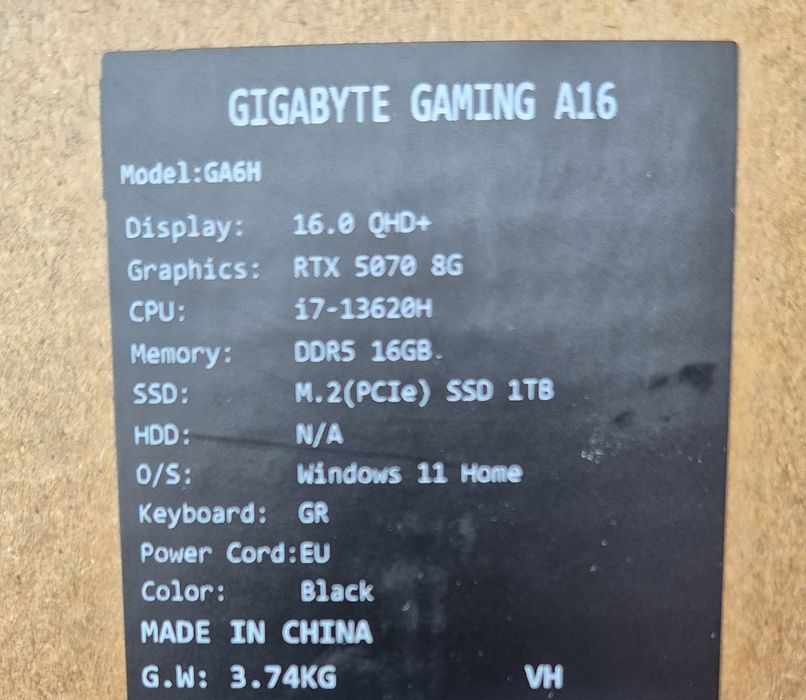 GIGABYTE GAMING A16
Model:GA6H
Display: 16.0 QHD+
Graphics: RTX 5070 8G
CPU: i7-13620H
Memory: DDR5 16GB
SSD: M.2(PCIe) SSD 1TB
HDD: N/A
O/S: Windows 11 Home
Keyboard: GR
Power Cord:EU
Color: Black
MADE IN CHINA
G.W: 3.74KG VH